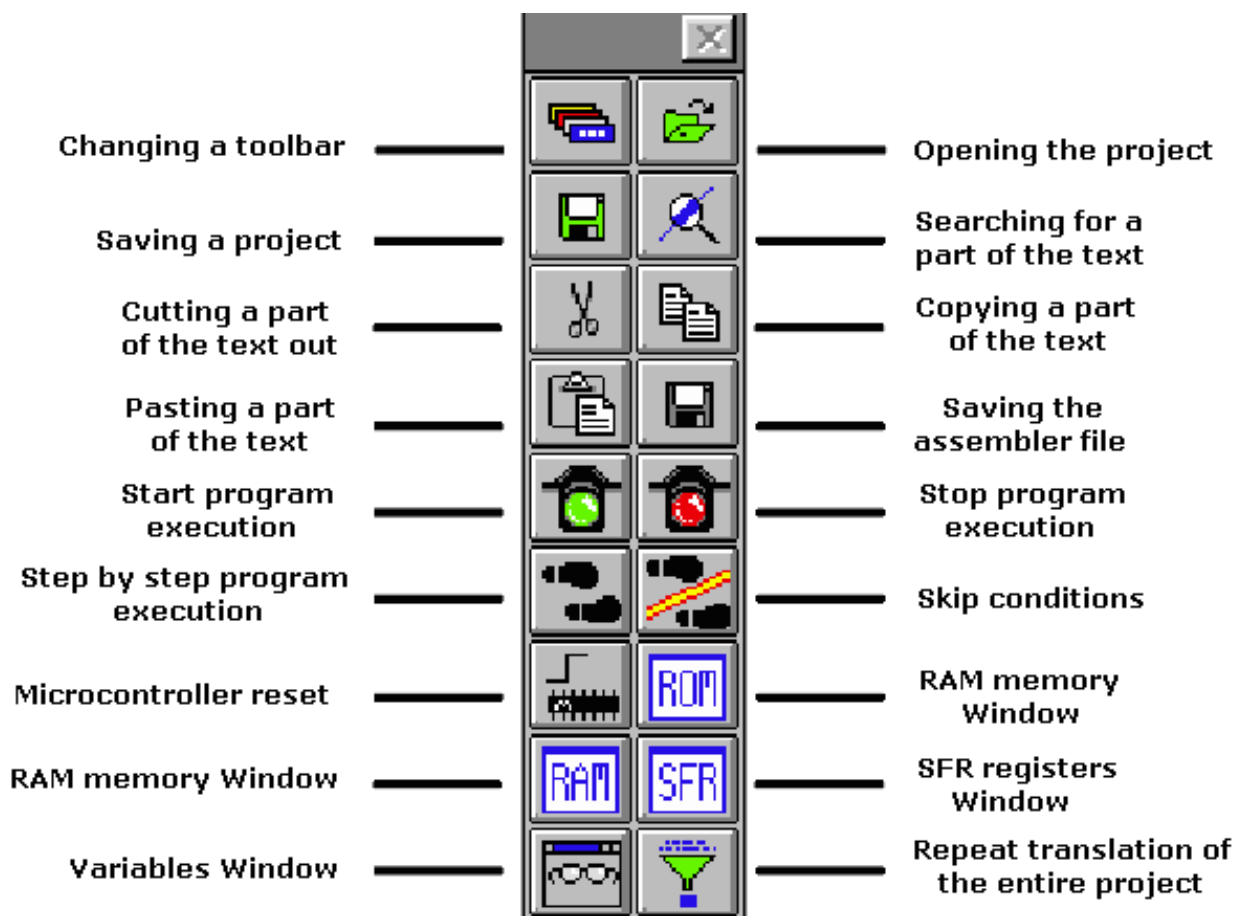 Changing a toolbar
Opening the project
Saving a project
Searching for a
part of the text
Cutting a part
of the text out
Copying a part
of the text
Pasting a part
of the text
Saving the
assembler file
Start program
execution
Stop program
execution
Step by step program
execution
Skip conditions
Microcontroller reset
ROM
RAM memory
Window
RAM memory Window
RAM
SFR
SFR registers
Window
Variables Window
Repeat translation of
the entire project